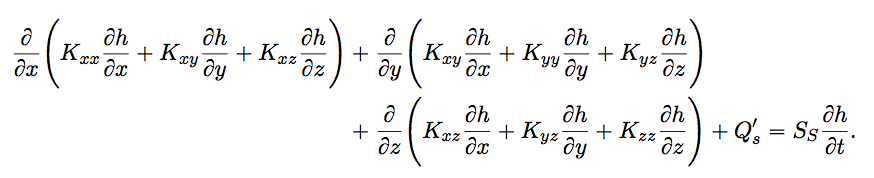 ∂/∂x (K_xx ∂h/∂x + K_xy ∂h/∂y + K_xz ∂h/∂z) + ∂/∂y (K_xy ∂h/∂x + K_yy ∂h/∂y + K_yz ∂h/∂z)
+ ∂/∂z (K_xz ∂h/∂x + K_yz ∂h/∂y + K_zz ∂h/∂z) + Q′_s = S_S ∂h/∂t.